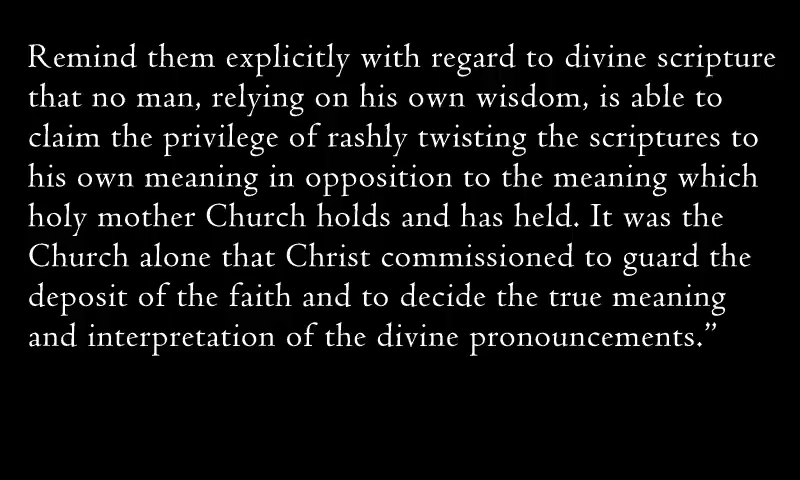 Remind them explicitly with regard to divine scripture
that no man, relying on his own wisdom, is able to
claim the privilege of rashly twisting the scriptures to
his own meaning in opposition to the meaning which
holy mother Church holds and has held. It was the
Church alone that Christ commissioned to guard the
deposit of the faith and to decide the true meaning
and interpretation of the divine pronouncements.”